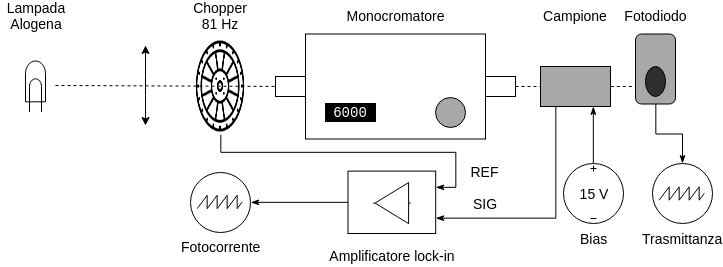 Lampada
Alogena
Chopper
81 Hz
Monocromatore
Campione
Fotodiodo
6000
REF
SIG
+
15 V
−
Bias
Trasmittanza
Fotocorrente
Amplificatore lock-in